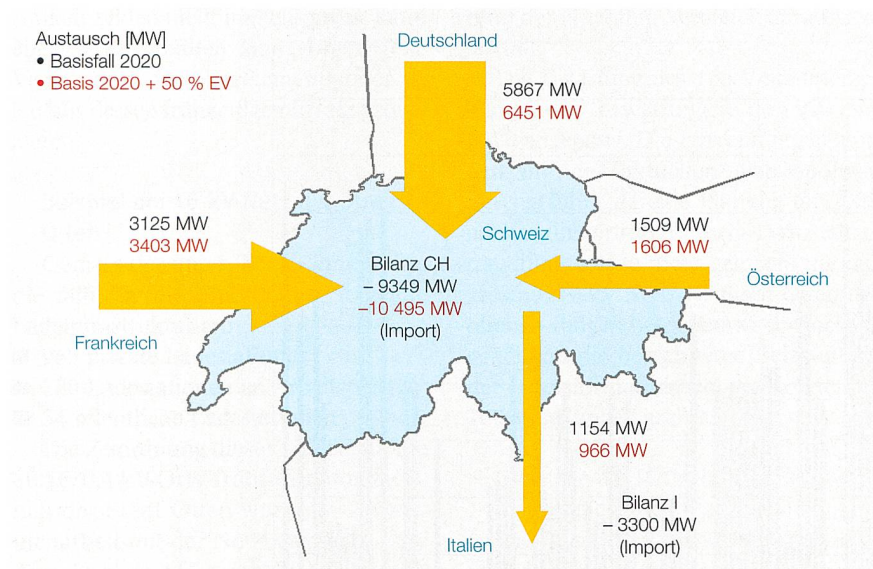 Austausch [MW]
• Basisfall 2020
• Basis 2020 + 50 % EV
Deutschland
5867 MW
6451 MW
3125 MW
3403 MW
Schweiz
1509 MW
1606 MW
Bilanz CH
– 9349 MW
–10 495 MW
(Import)
Österreich
Frankreich
1154 MW
966 MW
Bilanz I
– 3300 MW
(Import)
Italien